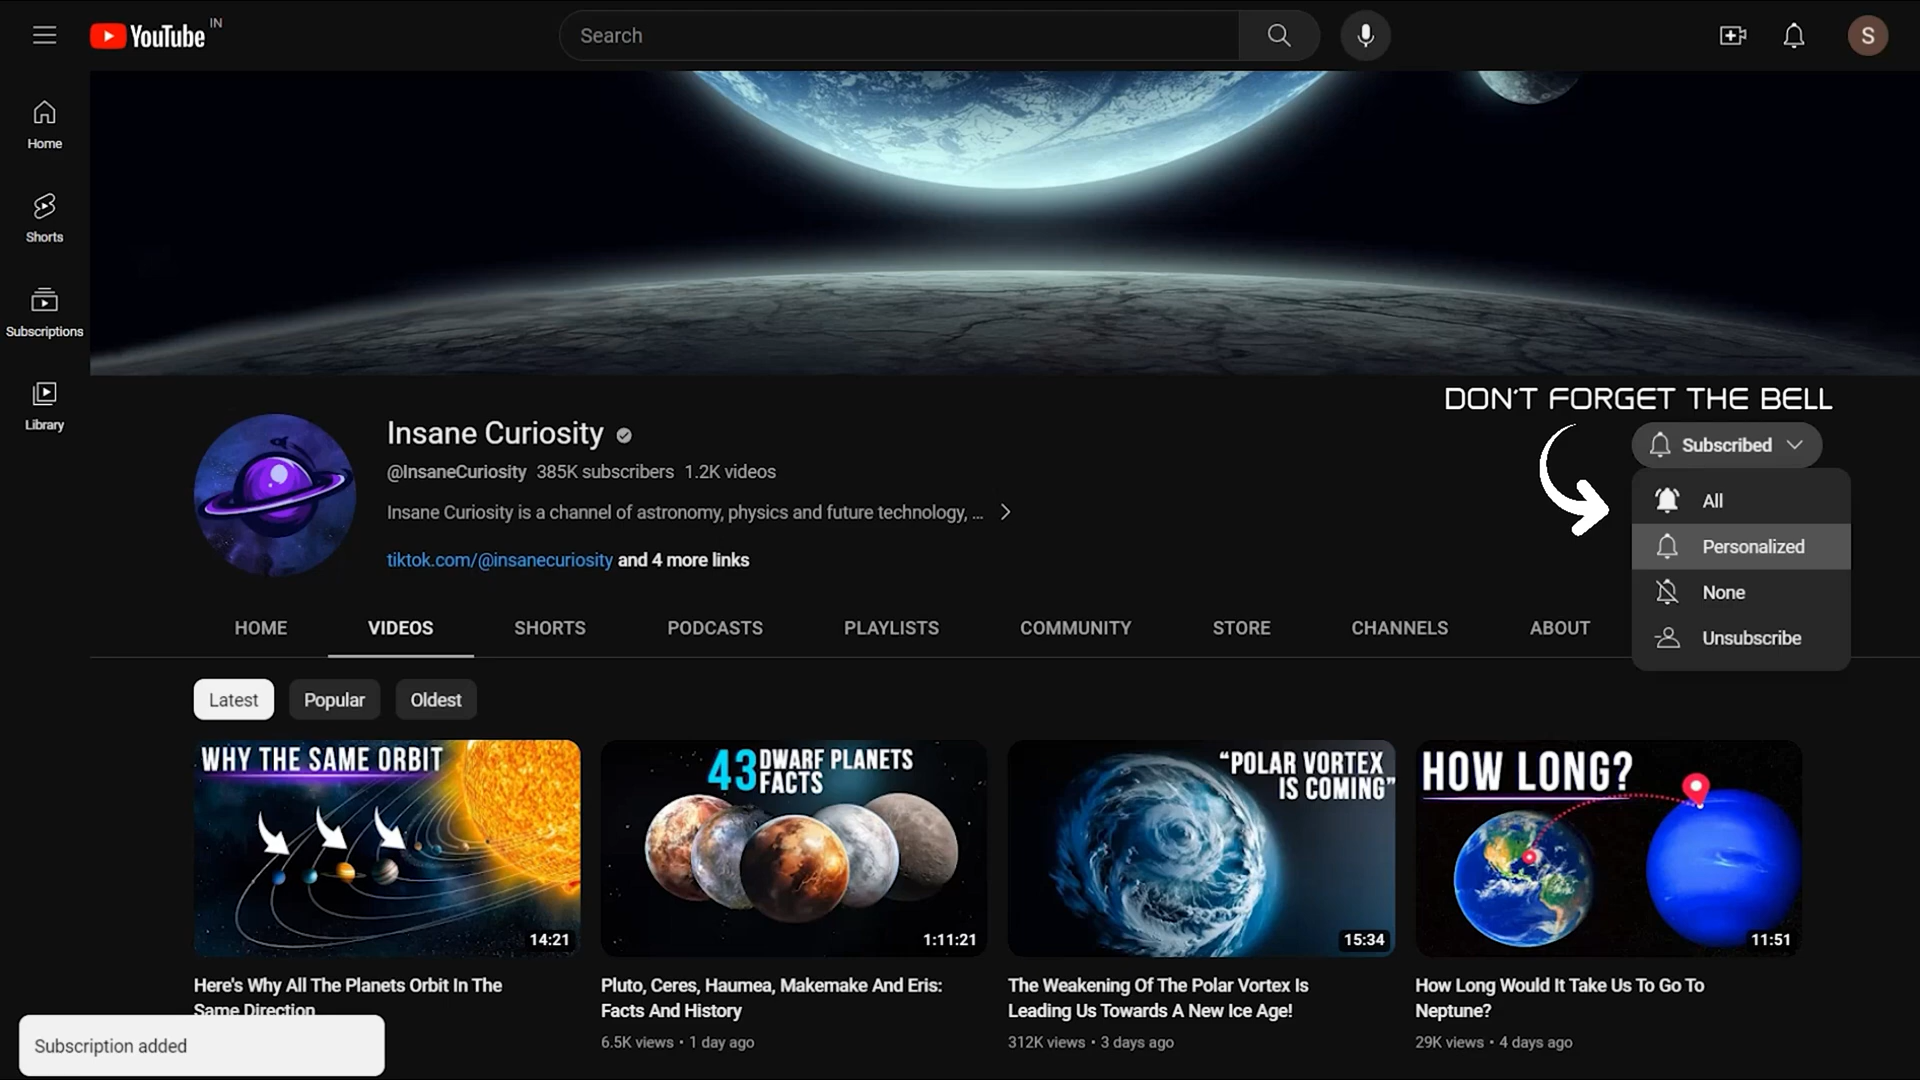 YouTube IN
Search
S
Home
Shorts
Subscriptions
Library
DON'T FORGET THE BELL
Insane Curiosity
@InsaneCuriosity 385K subscribers 1.2K videos
Insane Curiosity is a channel of astronomy, physics and future technology, ...
tiktok.com/@insanecuriosity and 4 more links
Subscribed
All
Personalized
None
Unsubscribe
HOME VIDEOS SHORTS PODCASTS PLAYLISTS COMMUNITY STORE CHANNELS ABOUT
Latest Popular Oldest
WHY THE SAME ORBIT
14:21
Here's Why All The Planets Orbit In The
Same Direction
43 DWARF PLANETS
FACTS
1:11:21
Pluto, Ceres, Haumea, Makemake And Eris:
Facts And History
6.5K views • 1 day ago
“POLAR VORTEX
IS COMING”
15:34
The Weakening Of The Polar Vortex Is
Leading Us Towards A New Ice Age!
312K views • 3 days ago
HOW LONG?
11:51
How Long Would It Take Us To Go To
Neptune?
29K views • 4 days ago
Subscription added